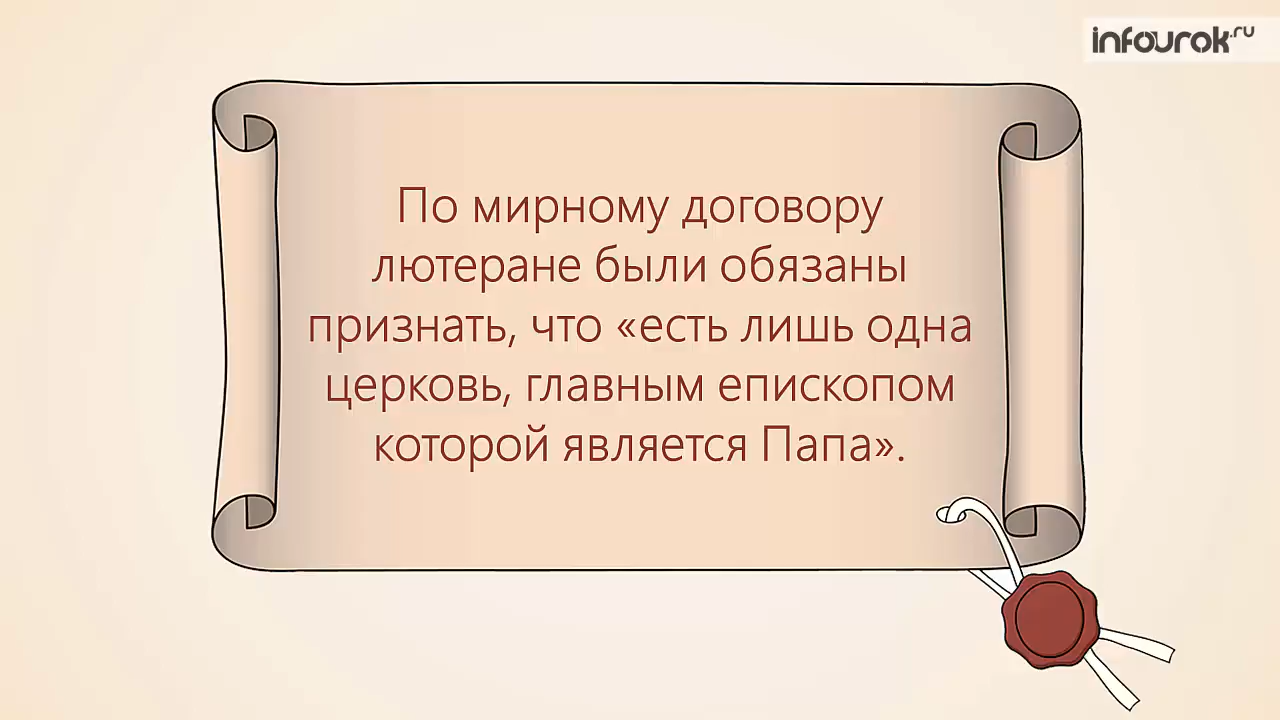 infourok.ru
По мирному договору
лютеране были обязаны
признать, что «есть лишь одна
церковь, главным епископом
которой является Папа».